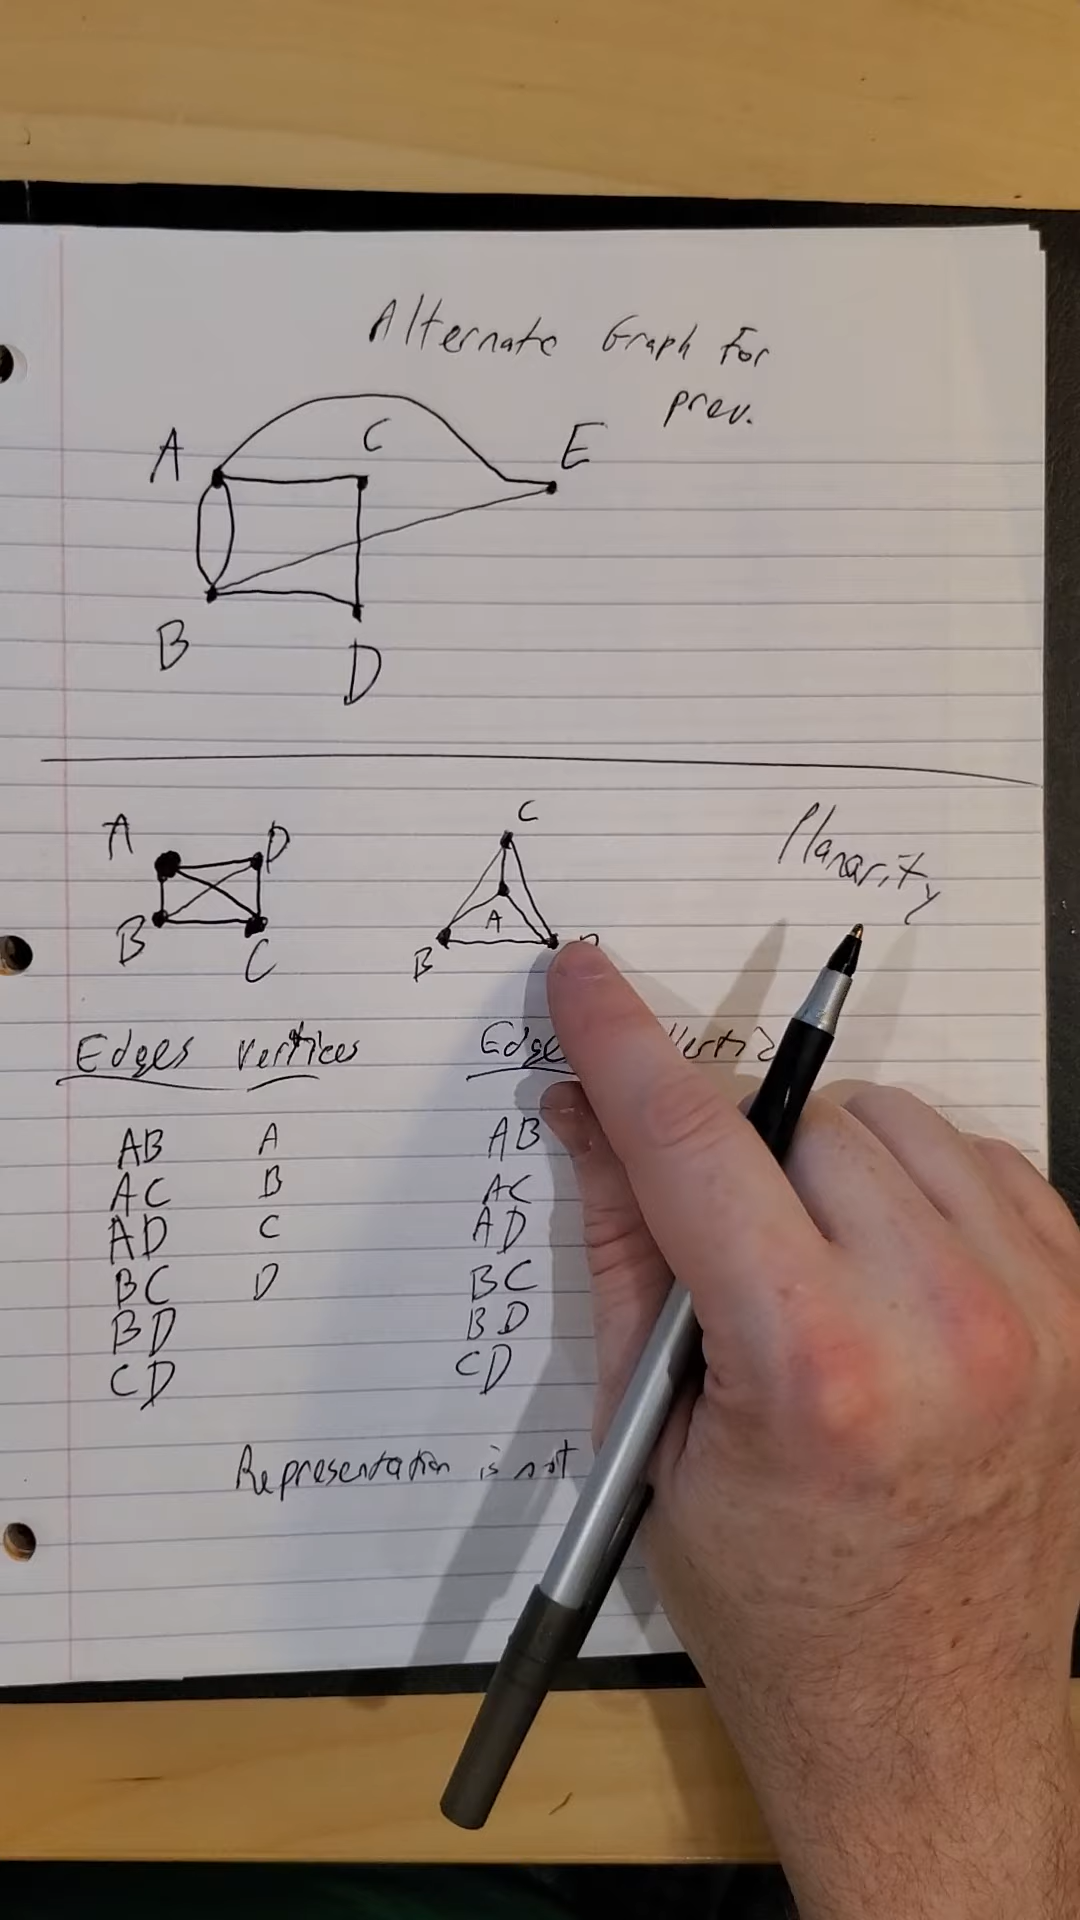 Alternate Graph For
prev.
A C E
B D
A D
B C
C
A
B
Planarity
Edges Vertices
AB A
AC B
AD C
BC D
BD
CD
AB
AC
AD
BC
BD
CD
Representation is not